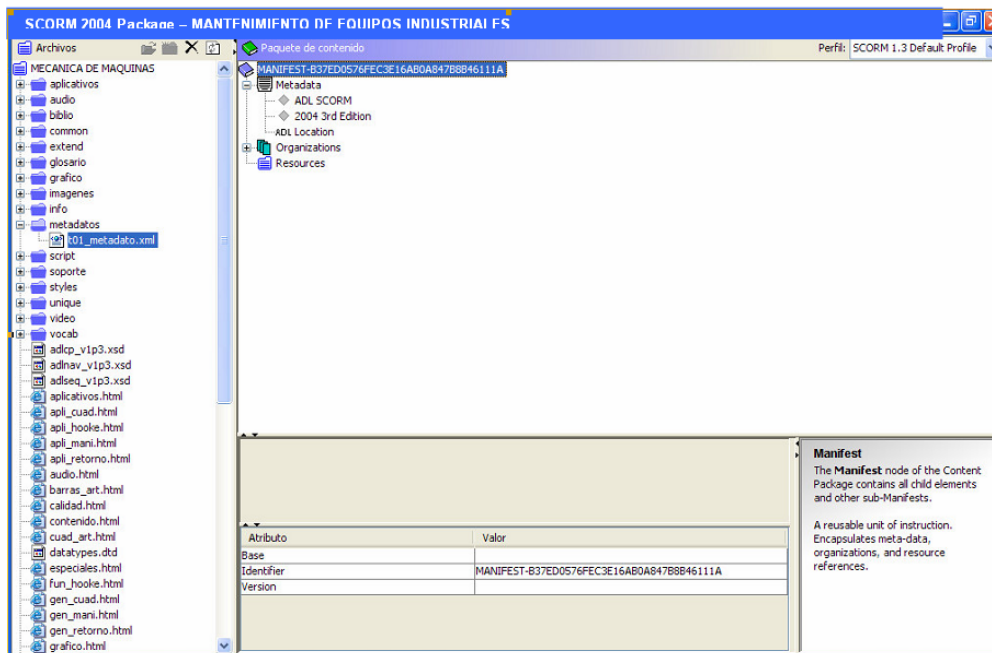 SCORM 2004 Package – MANTENIMIENTO DE EQUIPOS INDUSTRIALES
Archivos
MECANICA DE MAQUINAS
aplicativos
audio
biblio
common
extend
glosario
grafico
imagenes
info
metadatos
t01_metadato.xml
script
soporte
styles
unique
video
vocab
adlcp_v1p3.xsd
adlnav_v1p3.xsd
adlseq_v1p3.xsd
aplicativos.html
apli_cuad.html
apli_hooke.html
apli_mani.html
apli_retorno.html
audio.html
barras_art.html
calidad.html
contenido.html
cuad_art.html
datatypes.dtd
especiales.html
fun_hooke.html
gen_cuad.html
gen_mani.html
gen_retorno.html
grafico.html
Paquete de contenido
Perfil: SCORM 1.3 Default Profile
MANIFEST-B37ED0576FEC3E16AB0A847B8B46111A
Metadata
ADL SCORM
2004 3rd Edition
ADL Location
Organizations
Resources
Atributo Valor
Base
Identifier MANIFEST-B37ED0576FEC3E16AB0A847B8B46111A
Version
Manifest
The Manifest node of the Content
Package contains all child elements
and other sub-Manifests.
A reusable unit of instruction.
Encapsulates meta-data,
organizations, and resource
references.